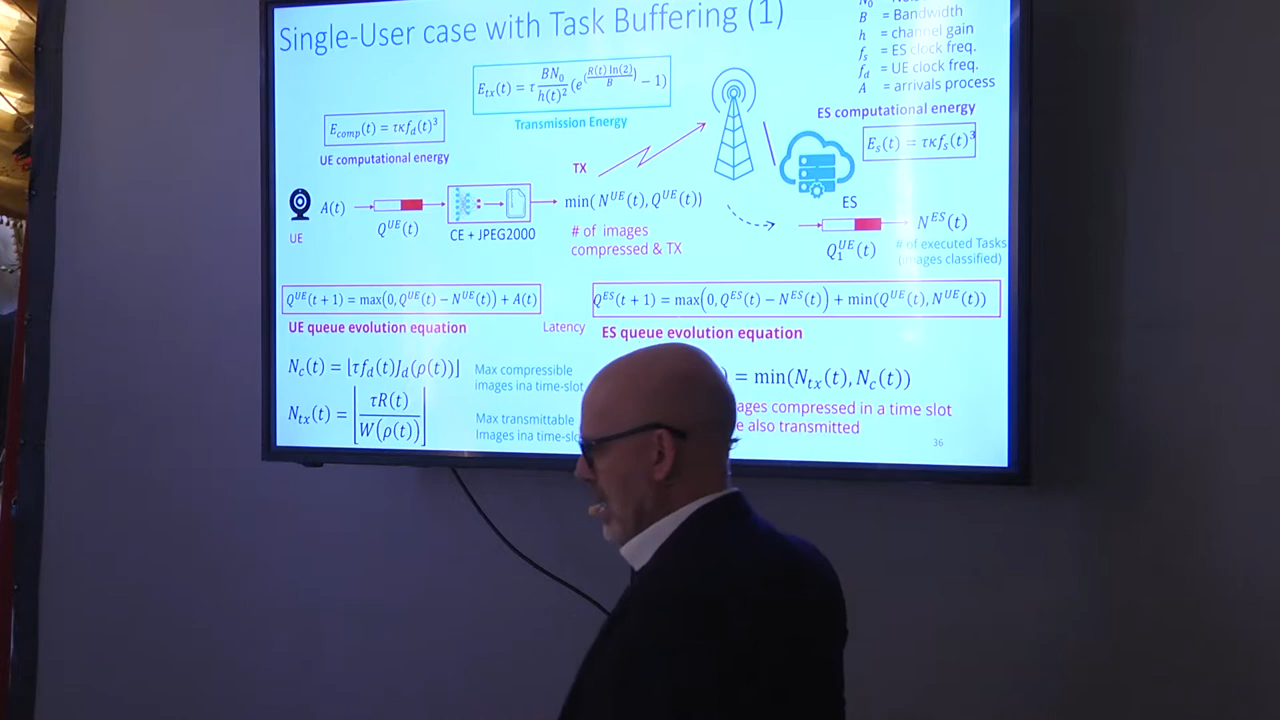 Single-User case with Task Buffering (1)
B = Bandwidth
h = channel gain
f_s = ES clock freq.
f_d = UE clock freq.
A = arrivals process
E_tx(t) = τ BN_0/h(t)^2 (e^(R(t) ln(2)/B) − 1)
Transmission Energy
E_comp(t) = τκf_d(t)^3
UE computational energy
ES computational energy
E_s(t) = τκf_s(t)^3
TX
UE
A(t)
Q^UE(t)
CE + JPEG2000
min(N^UE(t), Q^UE(t))
# of images
compressed & TX
ES
Q_1^UE(t)
N^ES(t)
# of executed Tasks
(images classified)
Q^UE(t + 1) = max(0, Q^UE(t) − N^UE(t)) + A(t)
UE queue evolution equation
Latency
Q^ES(t + 1) = max(0, Q^ES(t) − N^ES(t)) + min(Q^UE(t), N^UE(t))
ES queue evolution equation
N_c(t) = ⌊τf_d(t)J_d(ρ(t))⌋
Max compressible
images ina time-slot
N_tx(t) = ⌊τR(t)/W(ρ(t))⌋
Max transmittable
Images ina time-slo
) = min(N_tx(t), N_c(t))
ages compressed in a time slot
e also transmitted
36